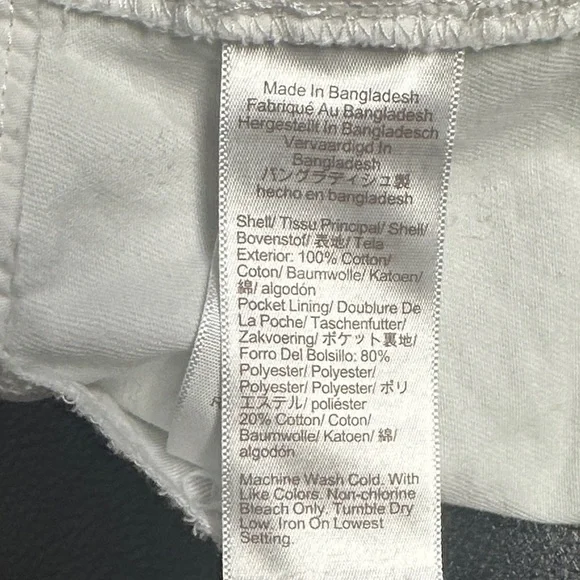 Made In Bangladesh
Fabriqué Au Bangladesh
Hergestellt In Bangladesch
Vervaardigd In
Bangladesh
バングラディシュ製
hecho en bangladesh
Shell/ Tissu Principal/ Shell/
Bovenstof/ 表地/ Tela
Exterior: 100% Cotton/
Coton/ Baumwolle/ Katoen/
綿/ algodón
Pocket Lining/ Doublure De
La Poche/ Taschenfutter/
Zakvoering/ ポケット裏地/
Forro Del Bolsillo: 80%
Polyester/ Polyester/
Polyester/ Polyester/ ポリ
エステル/ poliéster
20% Cotton/ Coton/
Baumwolle/ Katoen/ 綿/
algodón
Machine Wash Cold. With
Like Colors. Non-chlorine
Bleach Only. Tumble Dry
Low. Iron On Lowest
Setting.